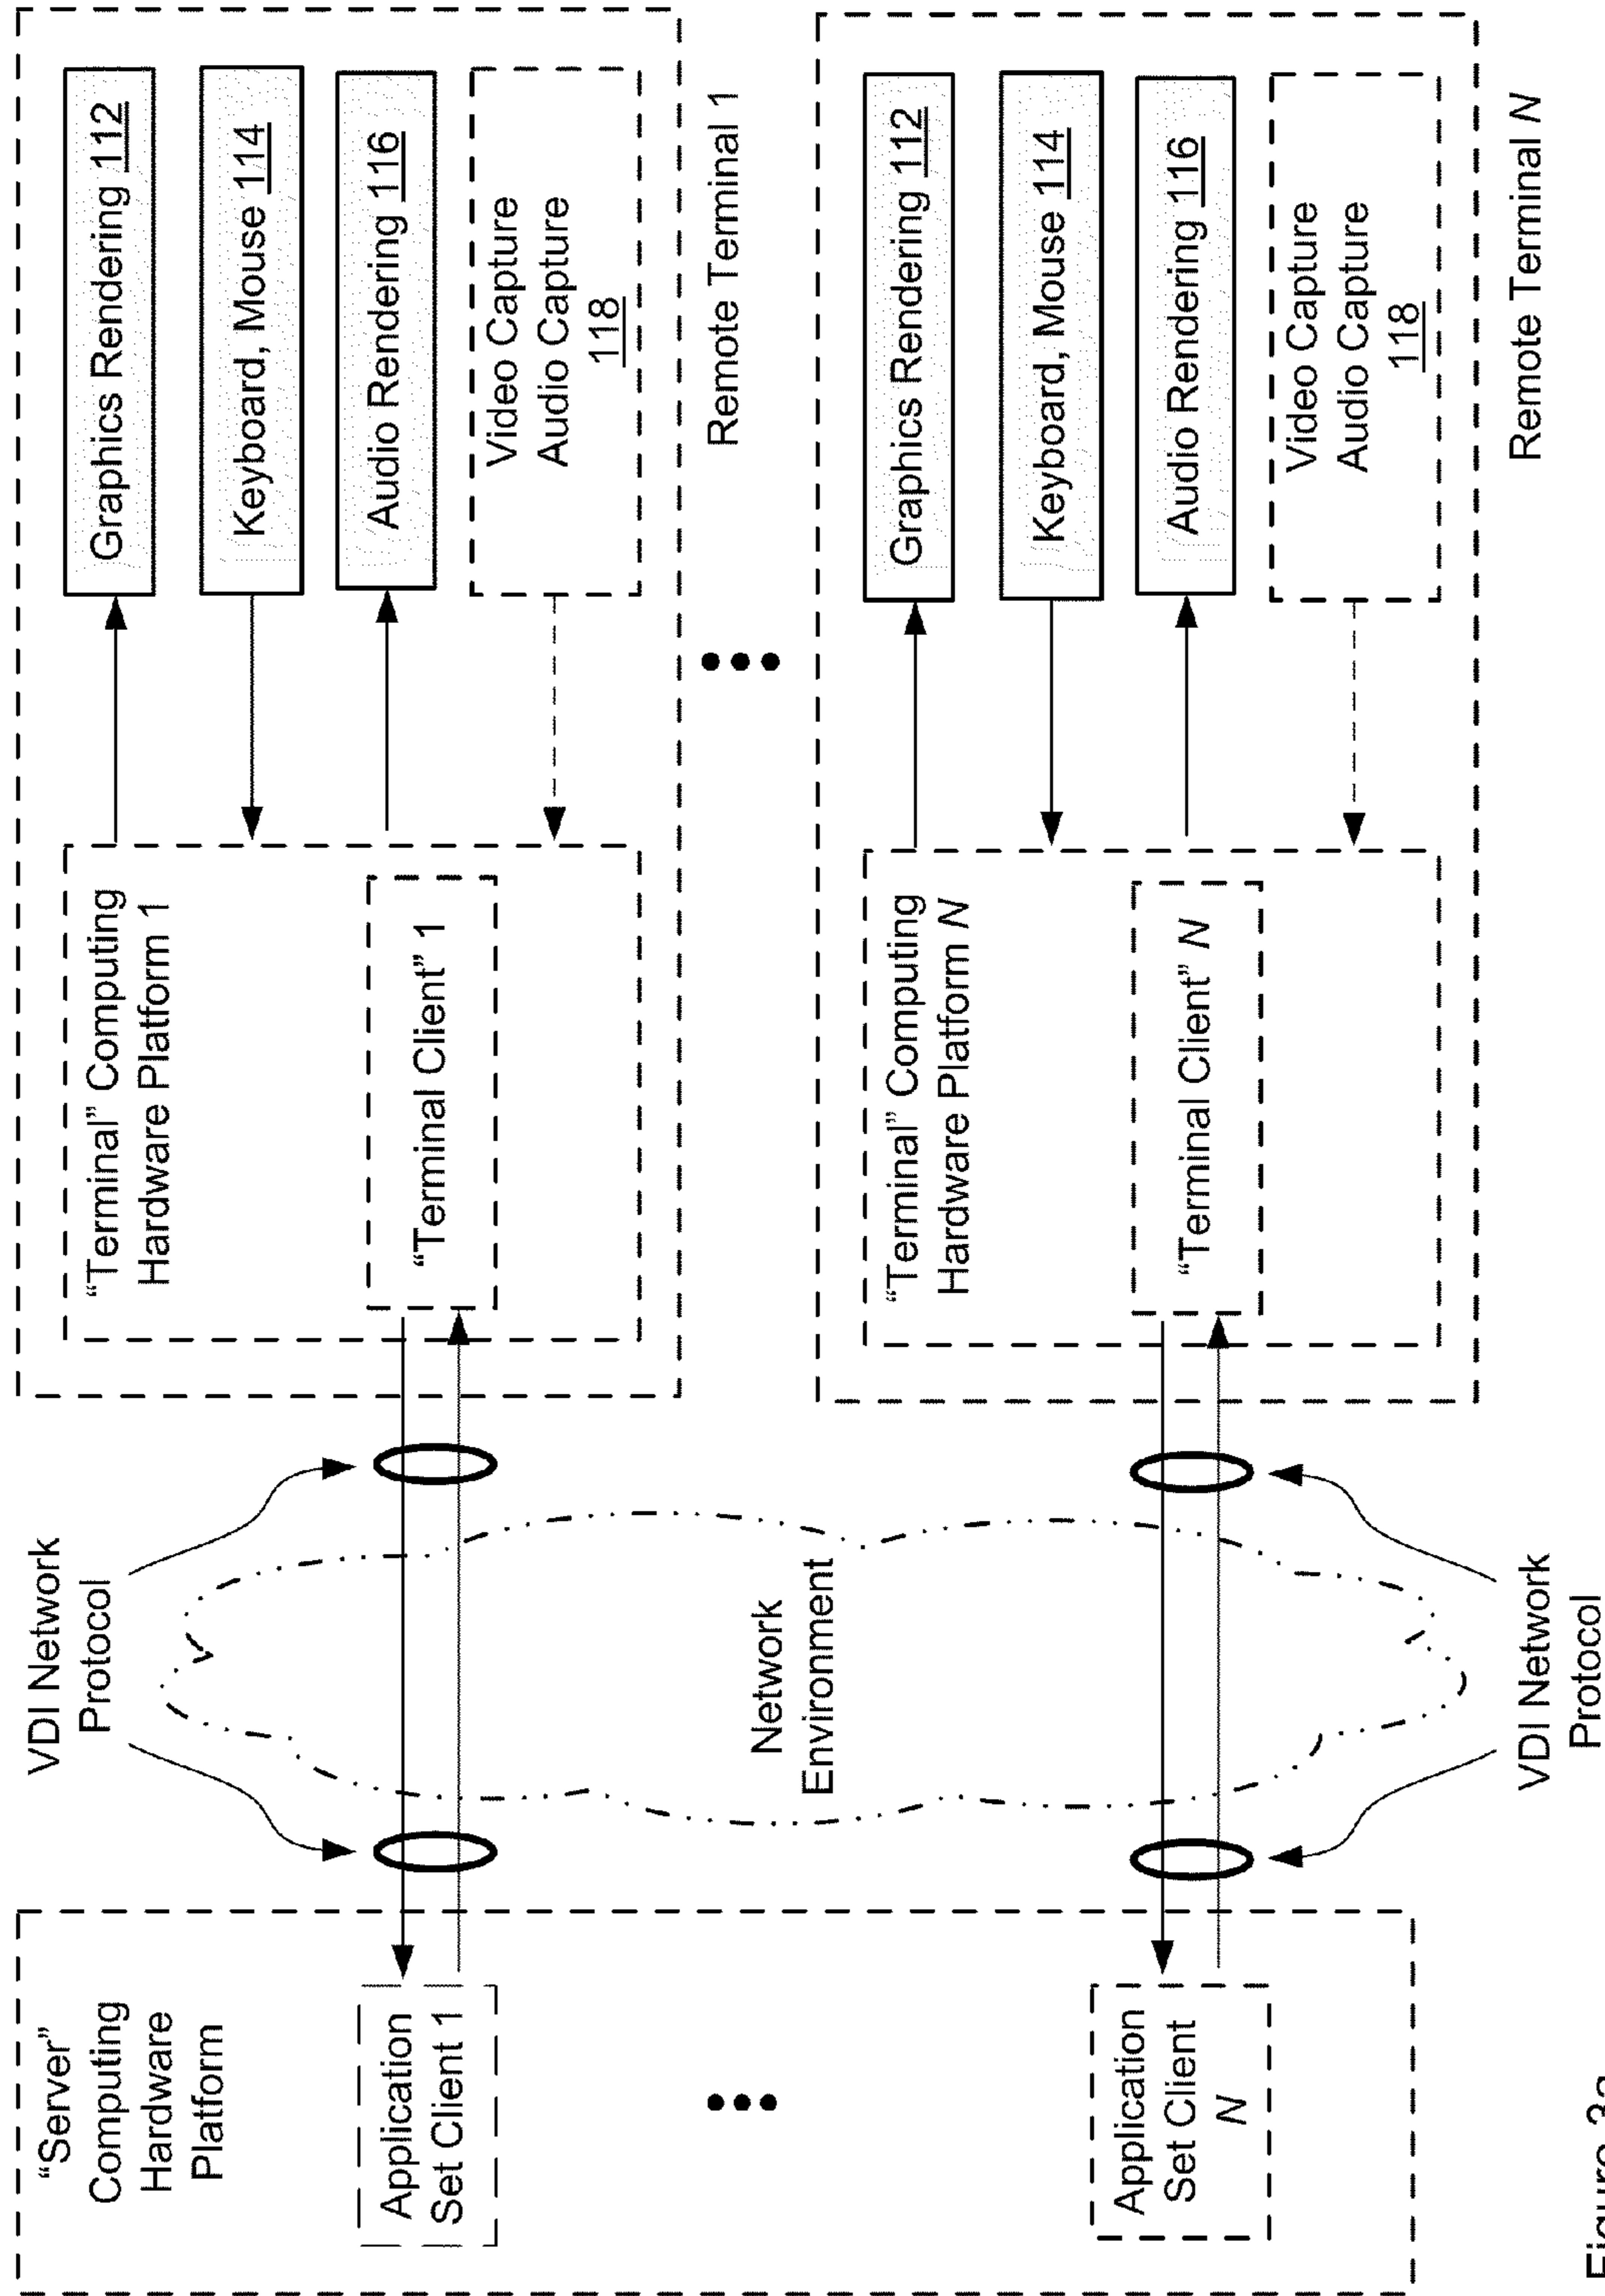 “Server”
Computing
Hardware
Platform
Application
Set Client 1
Application
Set Client
N
VDI Network
Protocol
Network
Environment
VDI Network
Protocol
“Terminal” Computing
Hardware Platform 1
“Terminal Client” 1
Graphics Rendering 112
Keyboard, Mouse 114
Audio Rendering 116
Video Capture
Audio Capture
118
Remote Terminal 1
“Terminal” Computing
Hardware Platform N
“Terminal Client” N
Graphics Rendering 112
Keyboard, Mouse 114
Audio Rendering 116
Video Capture
Audio Capture
118
Remote Terminal N
Figure 3a